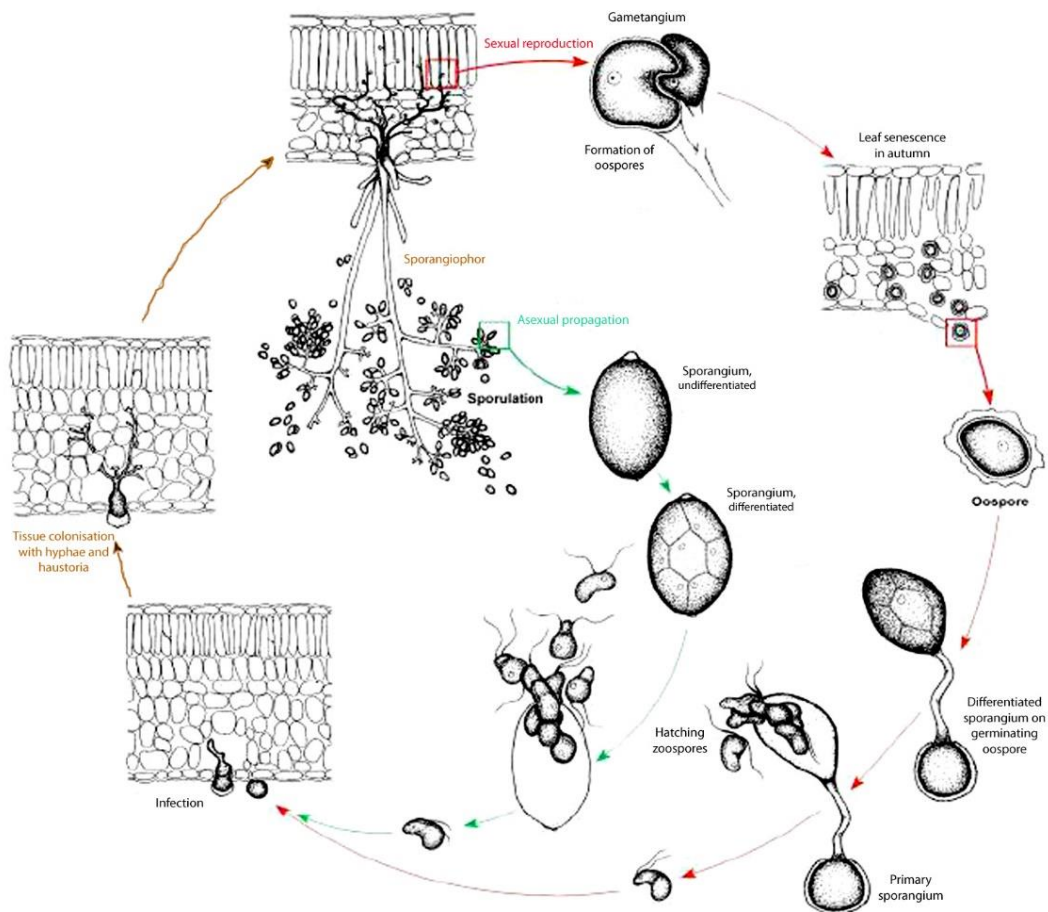 Gametangium
Sexual reproduction
Formation of
oospores
Leaf senescence
in autumn
Sporangiophor
Asexual propagation
Sporangium,
undifferentiated
Sporulation
Sporangium,
differentiated
Oospore
Tissue colonisation
with hyphae and
haustoria
Differentiated
sporangium on
germinating
oospore
Hatching
zoospores
Infection
Primary
sporangium